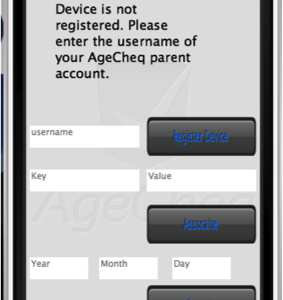 Device is not
registered. Please
enter the username of
your AgeCheq parent
account.
username
Register Device
Key Value
AgeCheq
Associate
Year Month Day